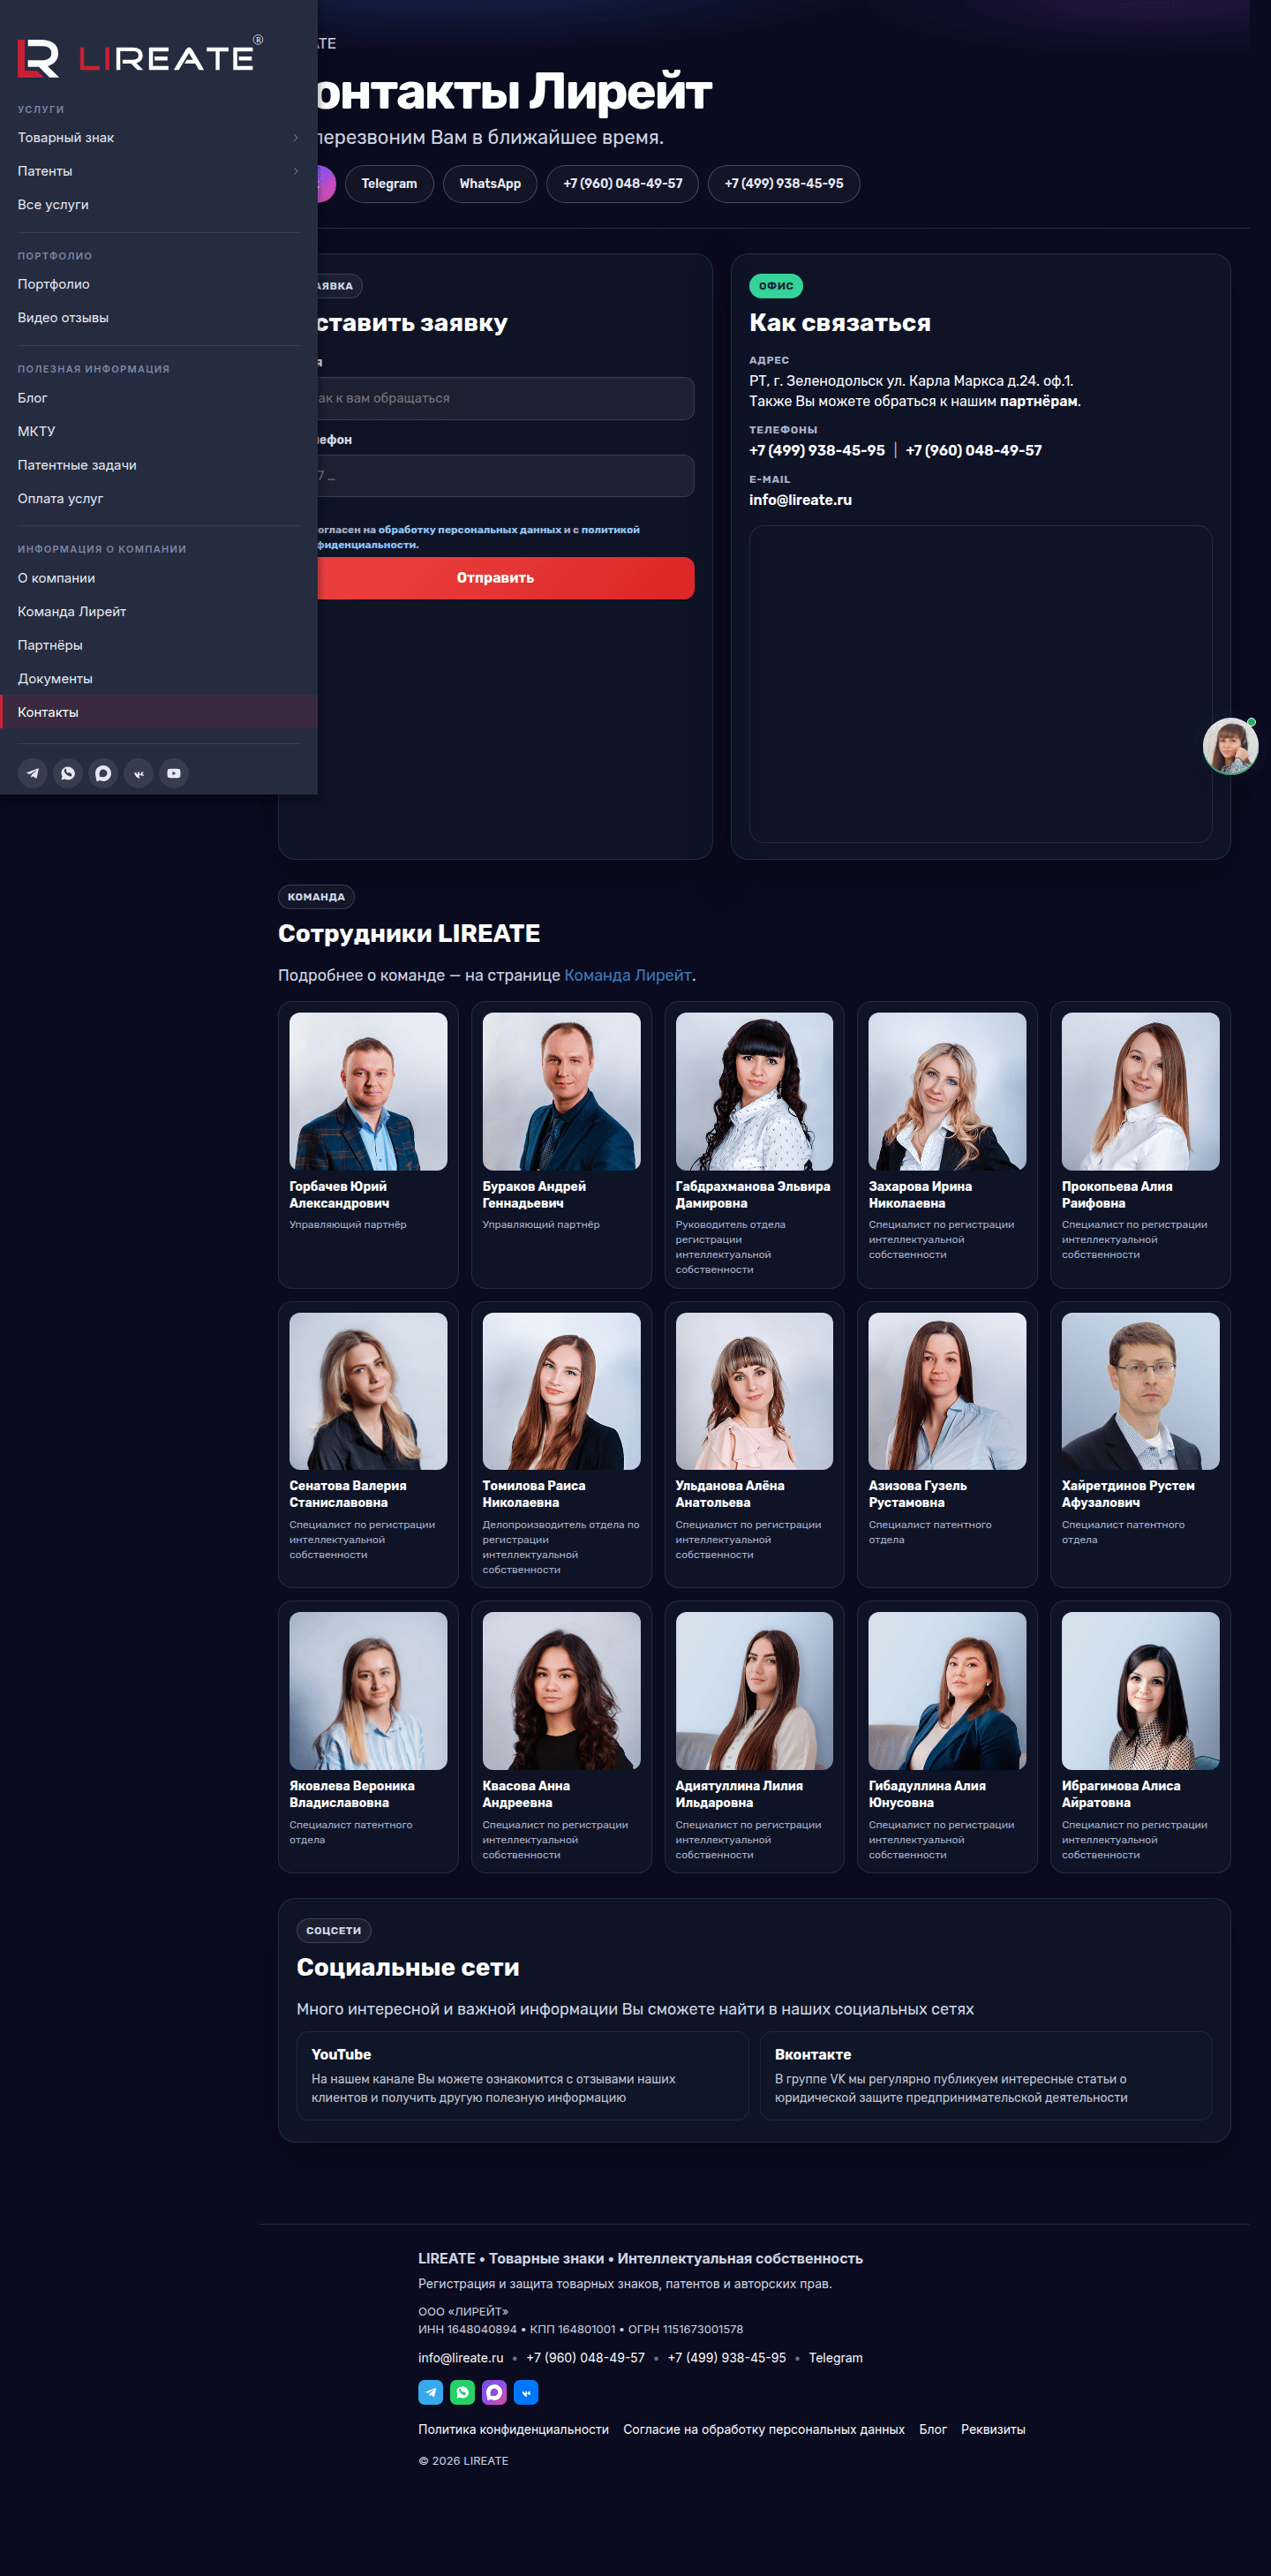 LIREATE®
УСЛУГИ
Товарный знак
Патенты
Все услуги
ПОРТФОЛИО
Портфолио
Видео отзывы
ПОЛЕЗНАЯ ИНФОРМАЦИЯ
Блог
МКТУ
Патентные задачи
Оплата услуг
ИНФОРМАЦИЯ О КОМПАНИИ
О компании
Команда Лирейт
Партнёры
Документы
Контакты
ATE
онтакты Лирейт
перезвоним Вам в ближайшее время.
Telegram
WhatsApp
+7 (960) 048-49-57
+7 (499) 938-45-95
АЯВКА
ставить заявку
я
ак к вам обращаться
ефон
7 ...
огласен на обработку персональных данных и с политикой
фиденциальности.
Отправить
ОФИС
Как связаться
АДРЕС
РТ, г. Зеленодольск ул. Карла Маркса д.24. оф.1.
Также Вы можете обраться к нашим партнёрам.
ТЕЛЕФОНЫ
+7 (499) 938-45-95 | +7 (960) 048-49-57
E-MAIL
info@lireate.ru
КОМАНДА
Сотрудники LIREATE
Подробнее о команде — на странице Команда Лирейт.
Горбачев Юрий
Александрович
Управляющий партнёр
Бураков Андрей
Геннадьевич
Управляющий партнёр
Габдрахманова Эльвира
Дамировна
Руководитель отдела
регистрации
интеллектуальной
собственности
Захарова Ирина
Николаевна
Специалист по регистрации
интеллектуальной
собственности
Прокопьева Алия
Раифовна
Специалист по регистрации
интеллектуальной
собственности
Сенатова Валерия
Станиславовна
Специалист по регистрации
интеллектуальной
собственности
Томилова Раиса
Николаевна
Делопроизводитель отдела по
регистрации
интеллектуальной
собственности
Ульданова Алёна
Анатольева
Специалист по регистрации
интеллектуальной
собственности
Азизова Гузель
Рустамовна
Специалист патентного
отдела
Хайретдинов Рустем
Афузалович
Специалист патентного
отдела
Яковлева Вероника
Владиславовна
Специалист патентного
отдела
Квасова Анна
Андреевна
Специалист по регистрации
интеллектуальной
собственности
Адиятуллина Лилия
Ильдаровна
Специалист по регистрации
интеллектуальной
собственности
Гибадуллина Алия
Юнусовна
Специалист по регистрации
интеллектуальной
собственности
Ибрагимова Алиса
Айратовна
Специалист по регистрации
интеллектуальной
собственности
СОЦСЕТИ
Социальные сети
Много интересной и важной информации Вы сможете найти в наших социальных сетях
YouTube
На нашем канале Вы можете ознакомится с отзывами наших
клиентов и получить другую полезную информацию
Вконтакте
В группе VK мы регулярно публикуем интересные статьи о
юридической защите предпринимательской деятельности
LIREATE • Товарные знаки • Интеллектуальная собственность
Регистрация и защита товарных знаков, патентов и авторских прав.
ООО «ЛИРЕЙТ»
ИНН 1648040894 • КПП 164801001 • ОГРН 1151673001578
info@lireate.ru • +7 (960) 048-49-57 • +7 (499) 938-45-95 • Telegram
Политика конфиденциальности Согласие на обработку персональных данных Блог Реквизиты
© 2026 LIREATE